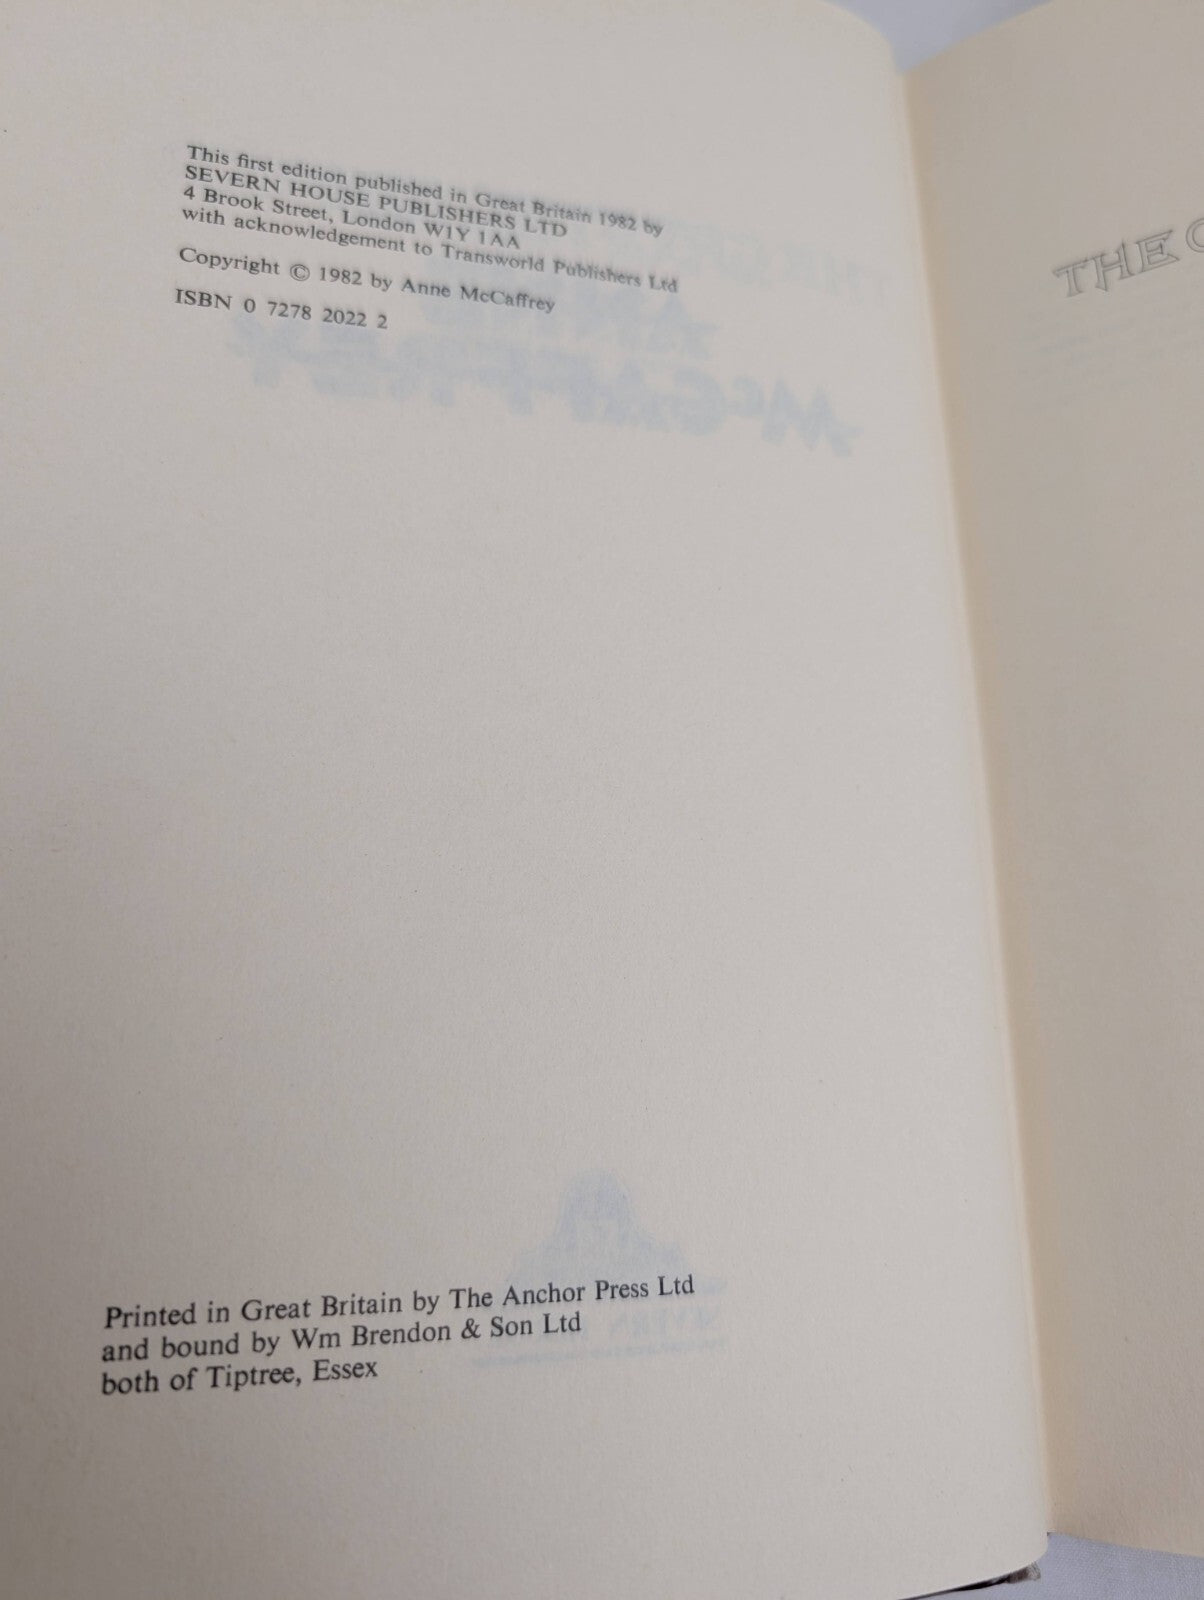 This first edition published in Great Britain 1982 by
SEVERN HOUSE PUBLISHERS LTD
4 Brook Street, London W1Y 1AA
with acknowledgement to Transworld Publishers Ltd
Copyright © 1982 by Anne McCaffrey
ISBN 0 7278 2022 2
Printed in Great Britain by The Anchor Press Ltd
and bound by Wm Brendon & Son Ltd
both of Tiptree, Essex
THE